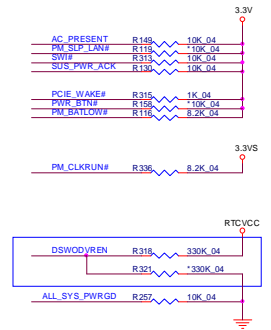 3.3V
AC_PRESENT R149 10K_04
PM_SLP_LAN# R119 *10K_04
SWI# R313 10K_04
SUS_PWR_ACK R130 10K_04
PCIE_WAKE# R315 1K_04
PWR_BTN# R158 *10K_04
PM_BATLOW# R116 8.2K_04
3.3VS
PM_CLKRUN# R336 8.2K_04
RTCVCC
DSWODVREN R318 330K_04
R321 *330K_04
ALL_SYS_PWRGD R257 10K_04